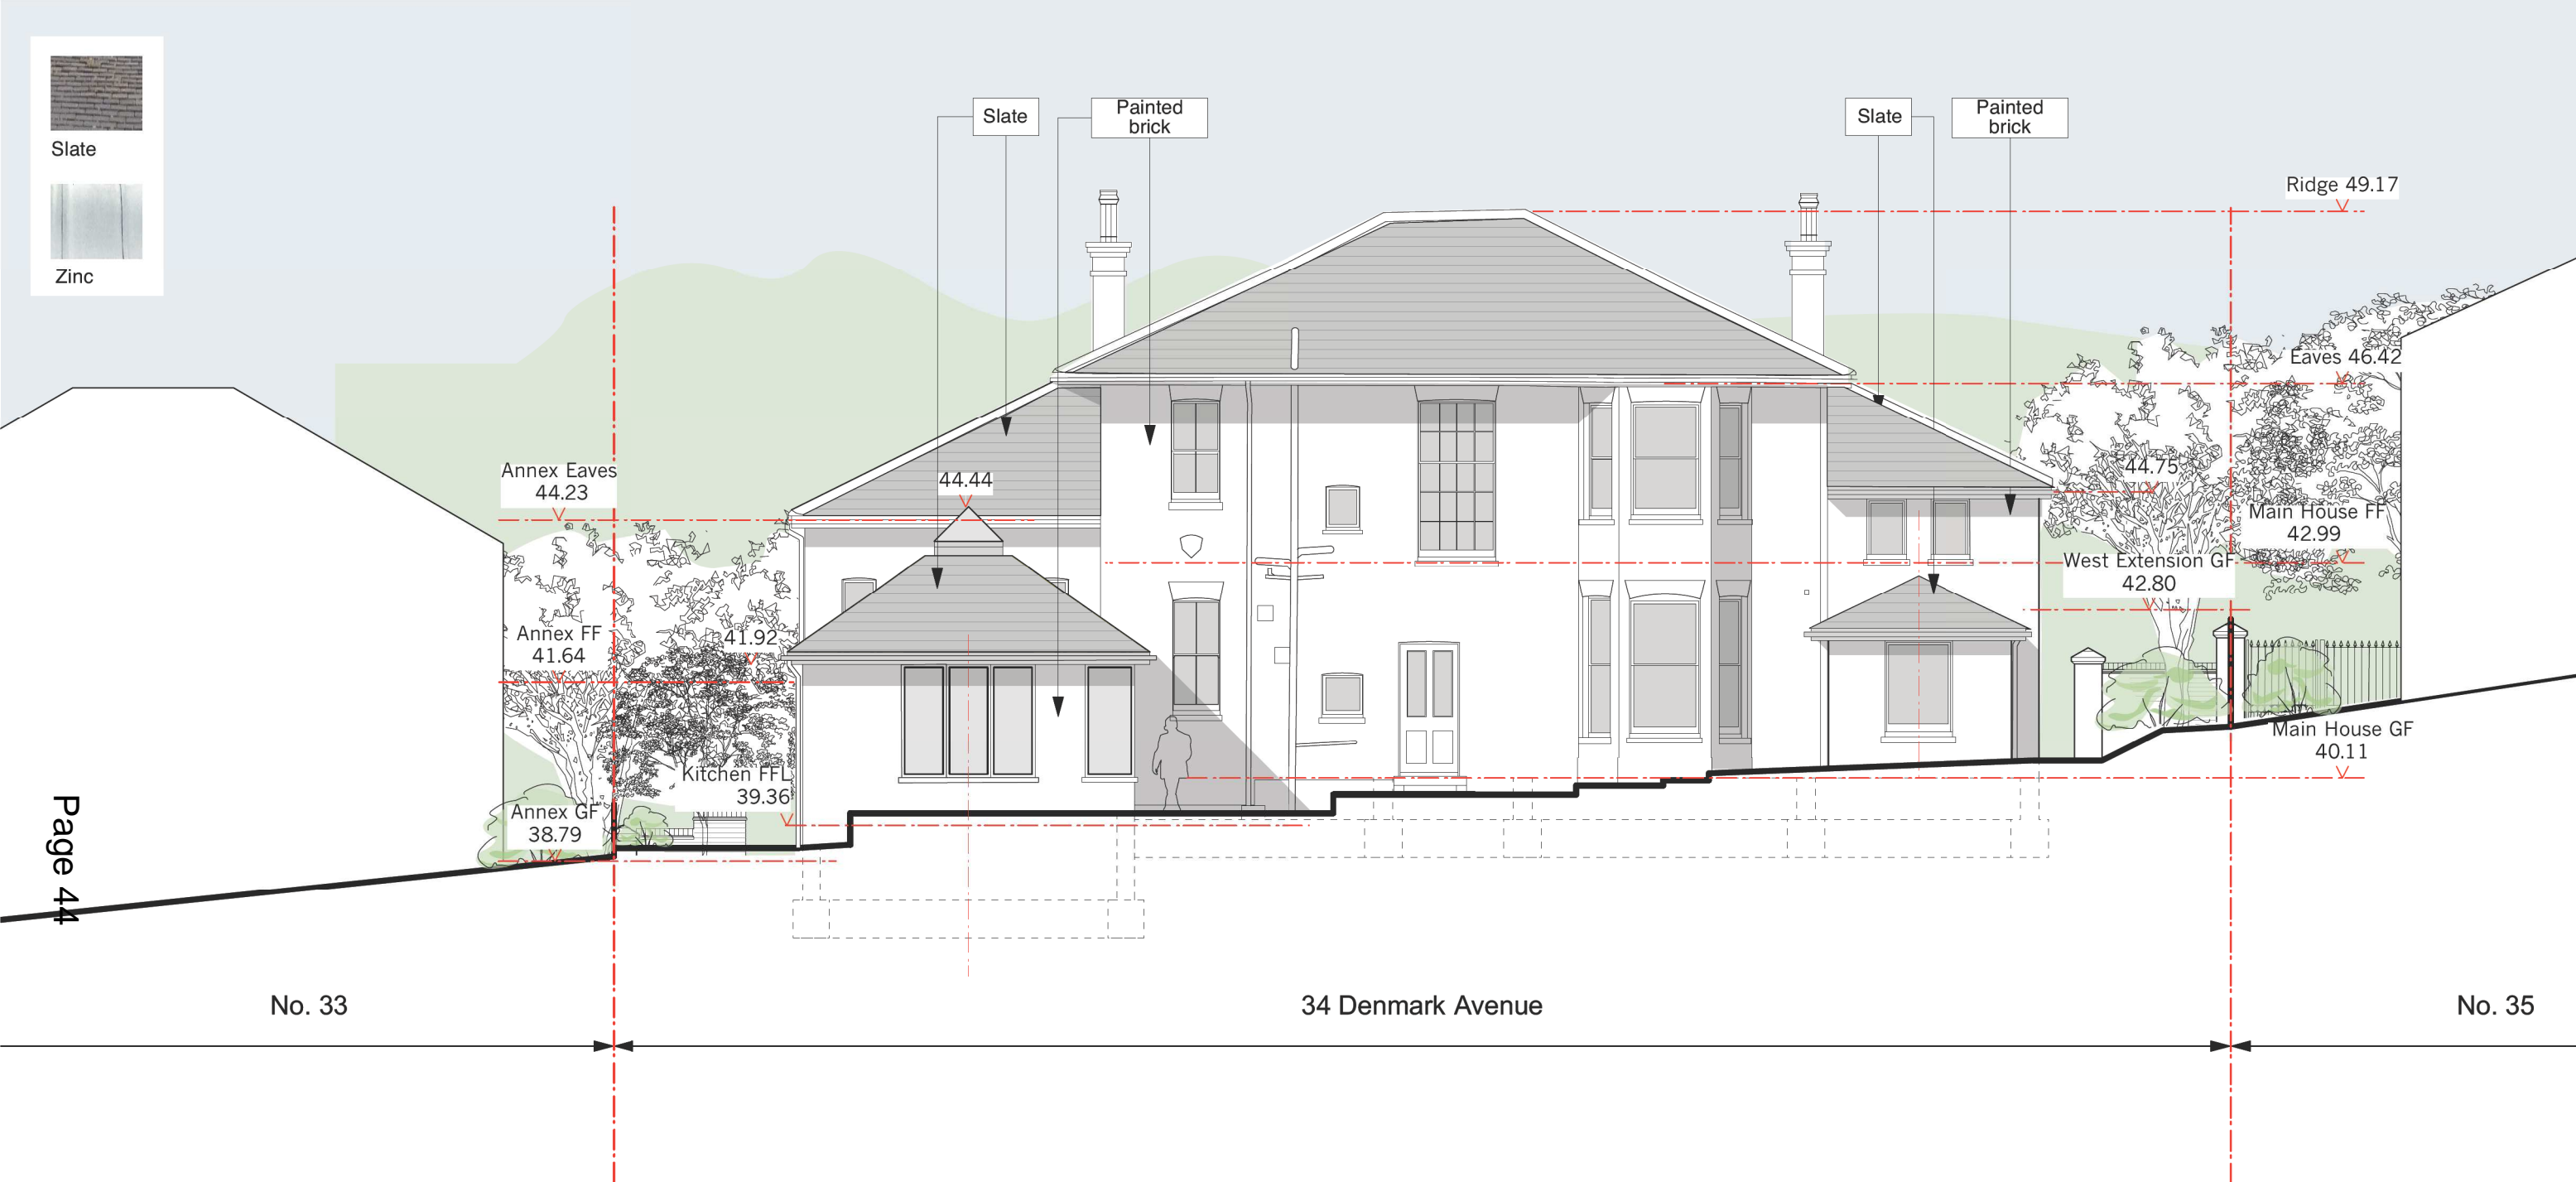 Slate
Zinc
Slate
Painted
brick
Slate
Painted
brick
Ridge 49.17
Eaves 46.42
Annex Eaves
44.23
44.44
44.75
Main House FF
42.99
West Extension GF
42.80
Annex FF
41.64
41.92
Main House GF
40.11
Kitchen FFL
39.36
Annex GF
38.79
Page 44
No. 33
34 Denmark Avenue
No. 35